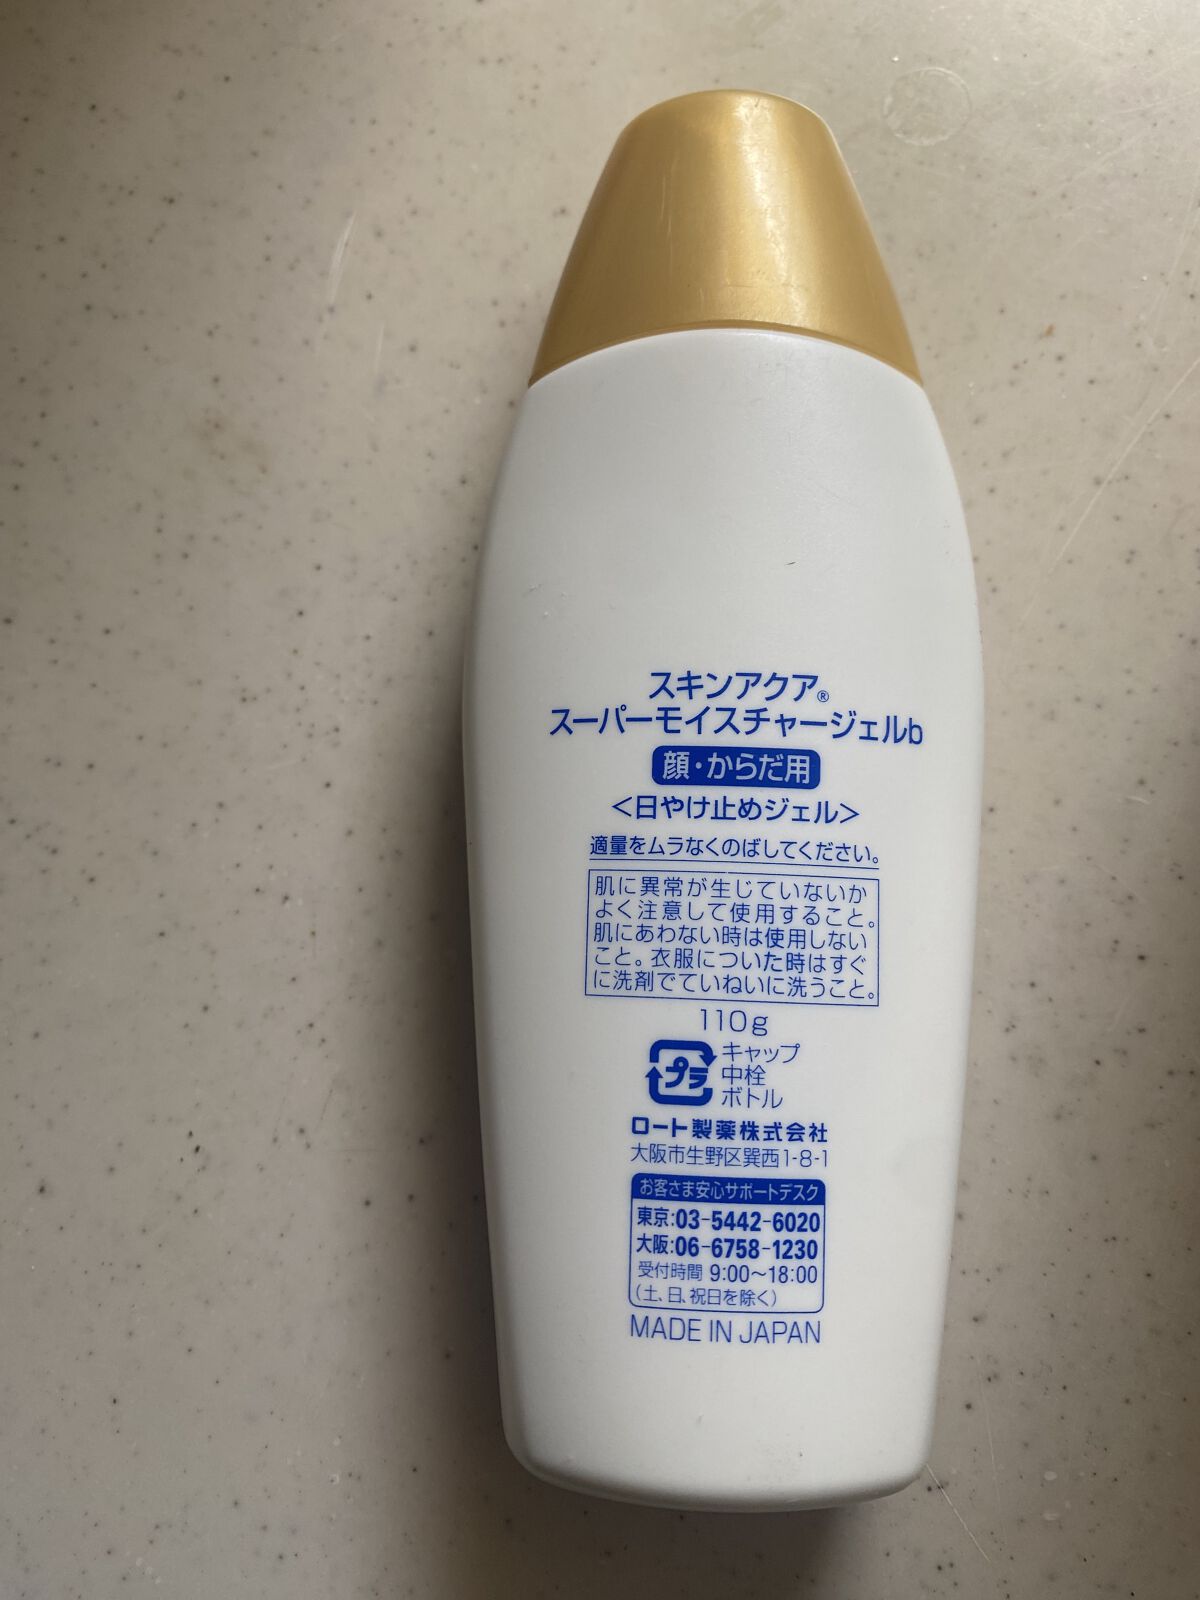 スキンアクア®
スーパーモイスチャージェルb
顔・からだ用
<日やけ止めジェル>
適量をムラなくのばしてください。
肌に異常が生じていないか
よく注意して使用すること。
肌にあわない時は使用しない
こと。衣服についた時はすぐ
に洗剤でていねいに洗うこと。
110g
プラ
キャップ
中栓
ボトル
ロート製薬株式会社
大阪市生野区巽西1-8-1
お客さま安心サポートデスク
東京:03-5442-6020
大阪:06-6758-1230
受付時間 9:00〜18:00
(土、日、祝日を除く)
MADE IN JAPAN